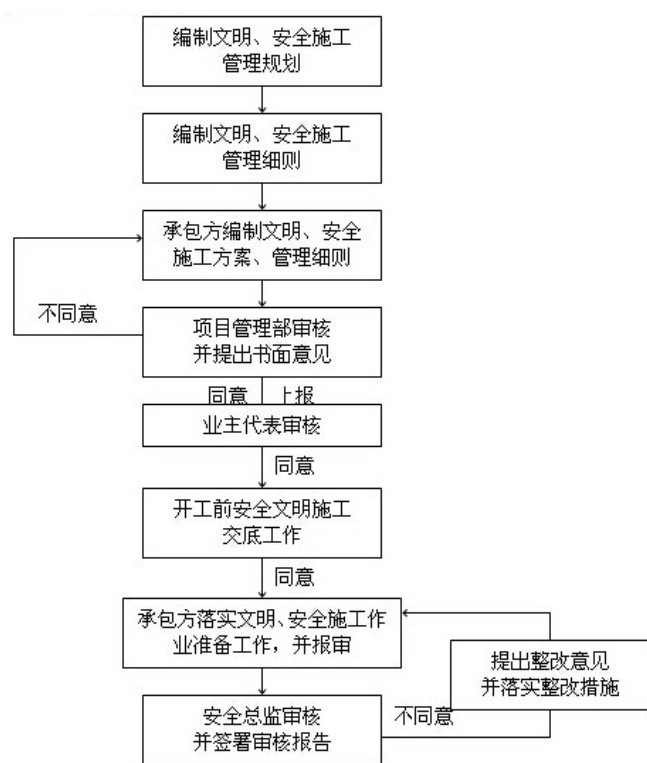 编制文明、安全施工
管理规划
编制文明、安全施工
管理细则
承包方编制文明、安全
施工方案、管理细则
不同意
项目管理部审核
并提出书面意见
同意 上报
业主代表审核
同意
开工前安全文明施工
交底工作
同意
承包方落实文明、安全施工作
业准备工作，并报审
提出整改意见
并落实整改措施
安全总监审核
并签署审核报告
不同意